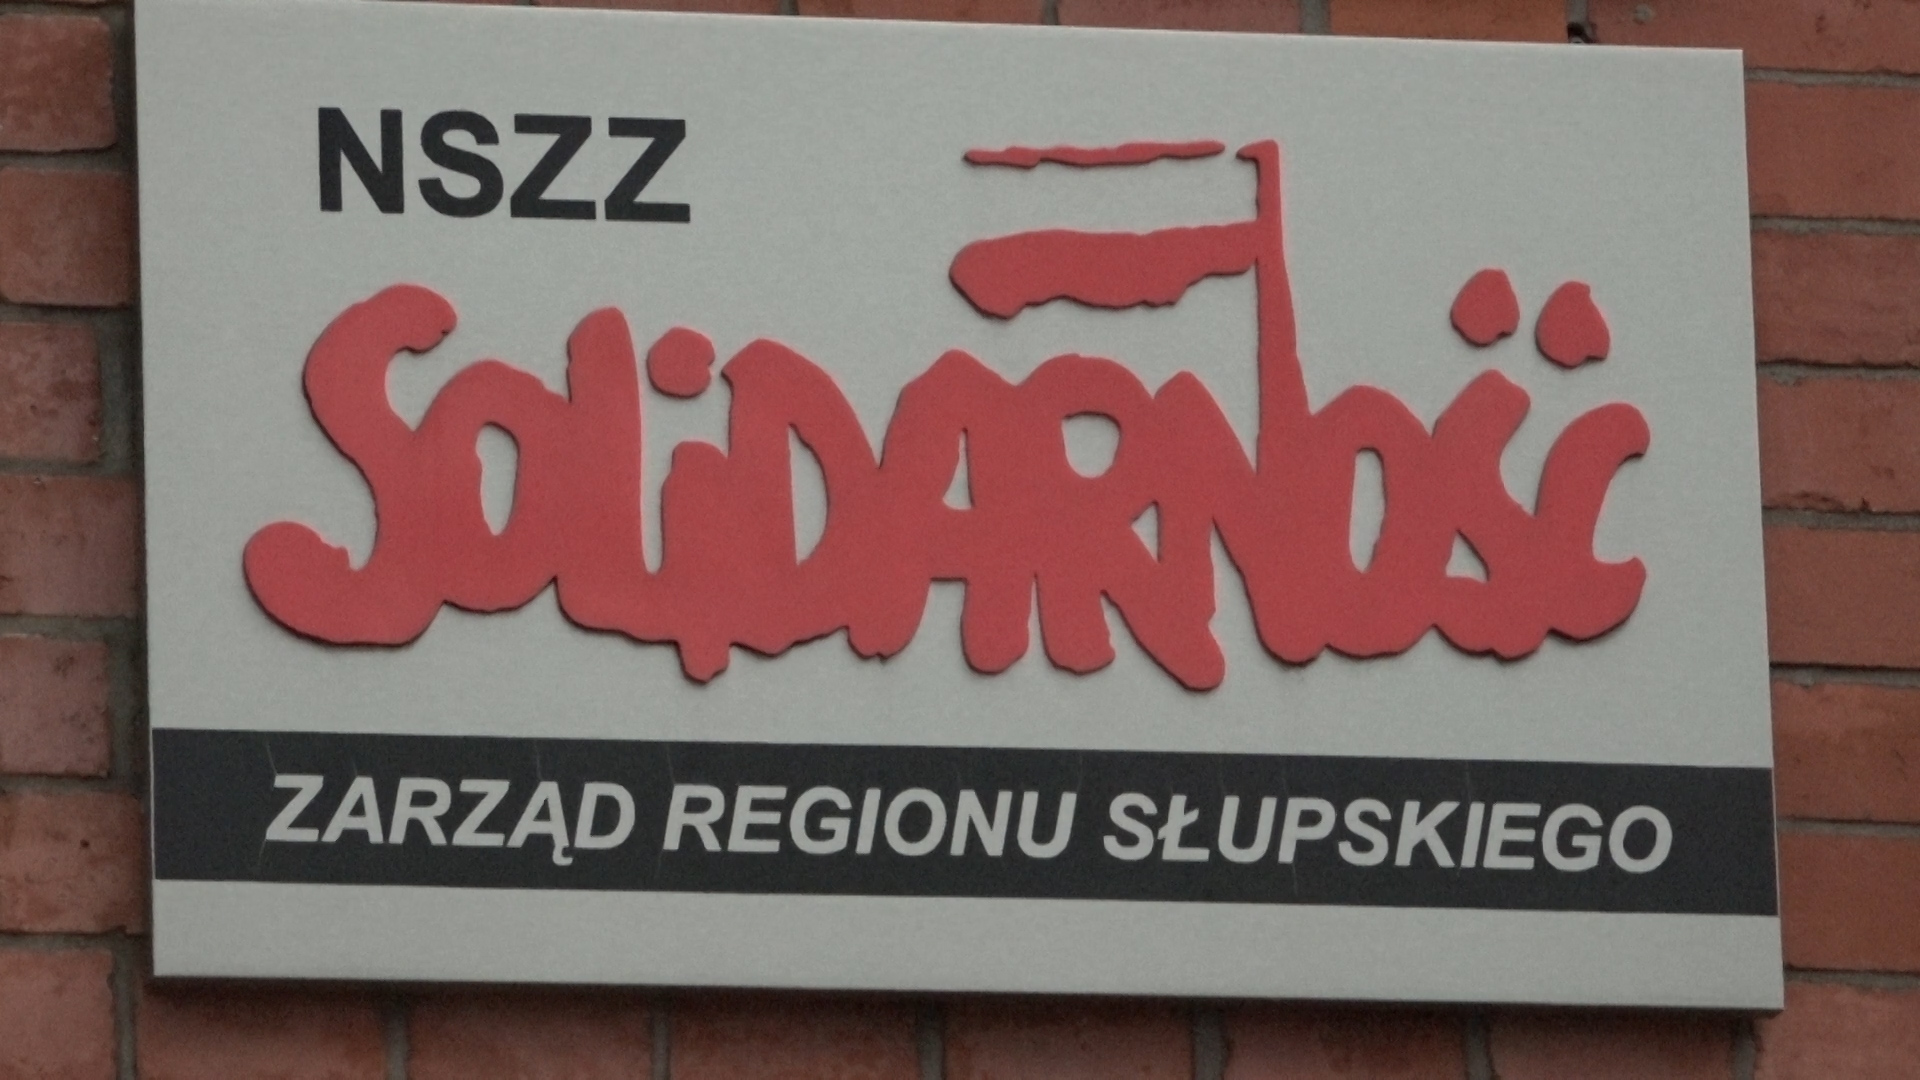 NSZZ
SOLiDARNOŚĆ
ZARZĄD REGIONU SŁUPSKIEGO